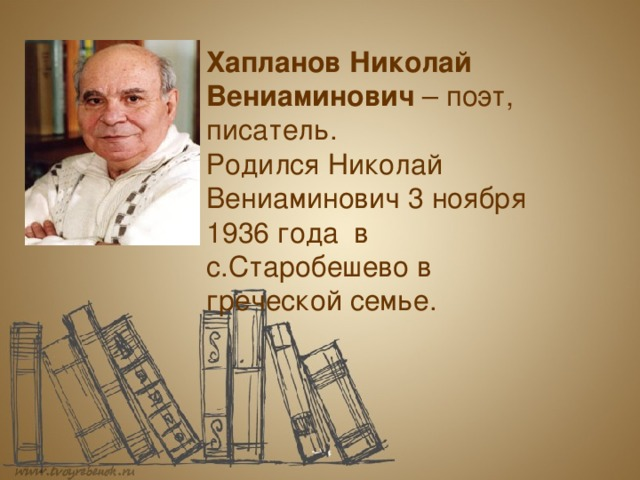 Хапланов Николай
Вениаминович – поэт,
писатель.
Родился Николай
Вениаминович 3 ноября
1936 года в
с.Старобешево в
греческой семье.
www.tvoyrebenok.ru